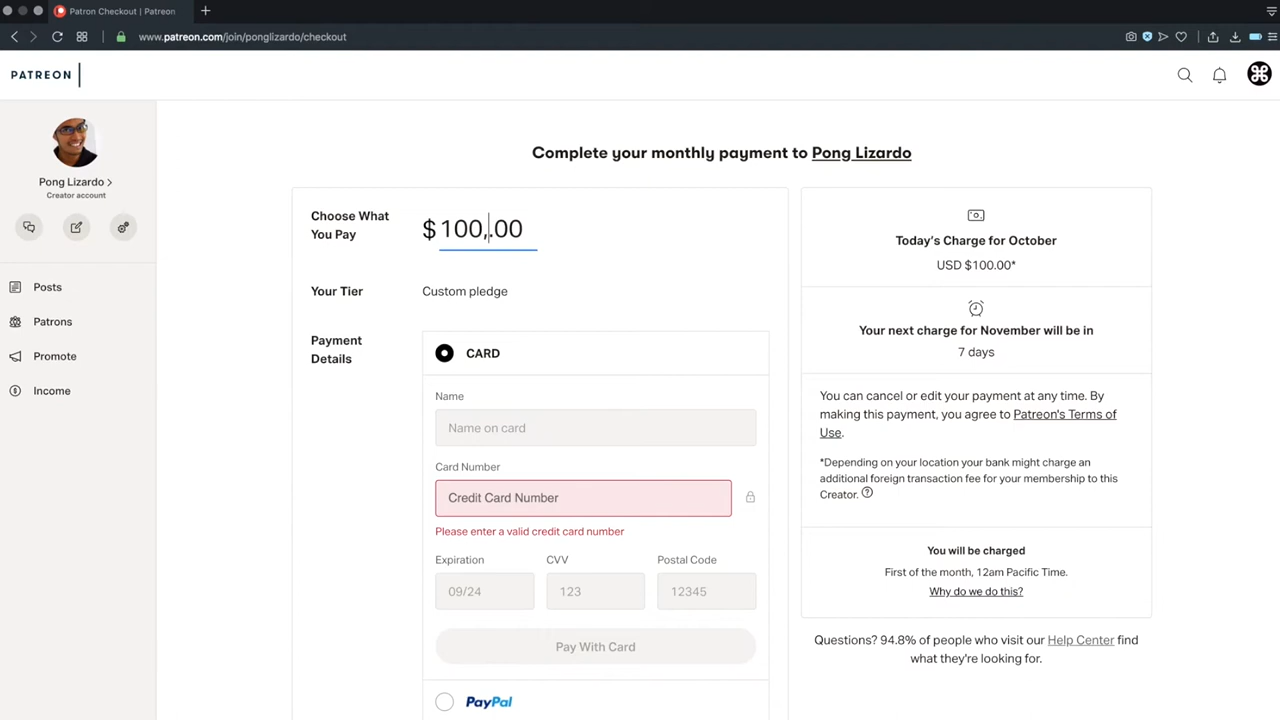 Patron Checkout | Patreon
www.patreon.com/join/ponglizardo/checkout
PATREON
Pong Lizardo
Creator account
Posts
Patrons
Promote
Income
Complete your monthly payment to Pong Lizardo
Choose What
You Pay
$ 100,.00
Your Tier
Custom pledge
Payment
Details
CARD
Name
Name on card
Card Number
Credit Card Number
Please enter a valid credit card number
Expiration CVV Postal Code
09/24 123 12345
Pay With Card
PayPal
Today's Charge for October
USD $100.00*
Your next charge for November will be in
7 days
You can cancel or edit your payment at any time. By
making this payment, you agree to Patreon's Terms of
Use.
*Depending on your location your bank might charge an
additional foreign transaction fee for your membership to this
Creator.
You will be charged
First of the month, 12am Pacific Time.
Why do we do this?
Questions? 94.8% of people who visit our Help Center find
what they're looking for.